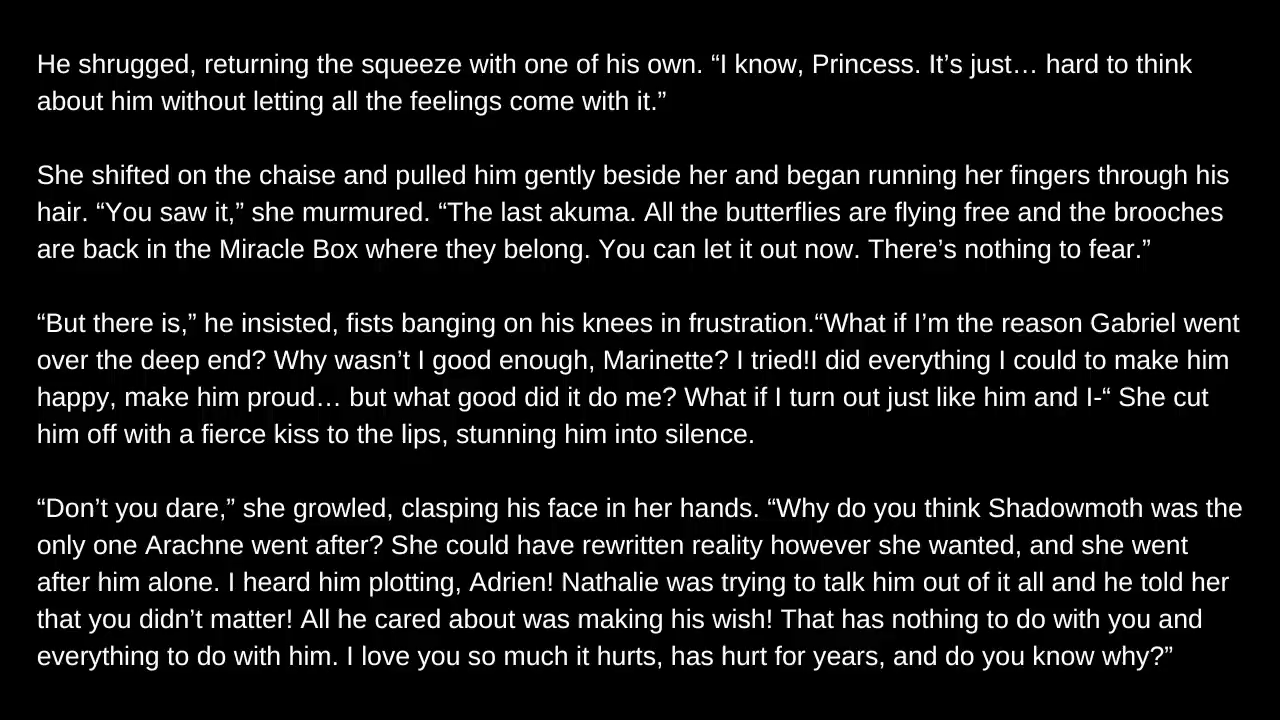 He shrugged, returning the squeeze with one of his own. “I know, Princess. It’s just… hard to think
about him without letting all the feelings come with it.”
She shifted on the chaise and pulled him gently beside her and began running her fingers through his
hair. “You saw it,” she murmured. “The last akuma. All the butterflies are flying free and the brooches
are back in the Miracle Box where they belong. You can let it out now. There’s nothing to fear.”
“But there is,” he insisted, fists banging on his knees in frustration.“What if I’m the reason Gabriel went
over the deep end? Why wasn’t I good enough, Marinette? I tried!I did everything I could to make him
happy, make him proud… but what good did it do me? What if I turn out just like him and I-“ She cut
him off with a fierce kiss to the lips, stunning him into silence.
“Don’t you dare,” she growled, clasping his face in her hands. “Why do you think Shadowmoth was the
only one Arachne went after? She could have rewritten reality however she wanted, and she went
after him alone. I heard him plotting, Adrien! Nathalie was trying to talk him out of it all and he told her
that you didn’t matter! All he cared about was making his wish! That has nothing to do with you and
everything to do with him. I love you so much it hurts, has hurt for years, and do you know why?”